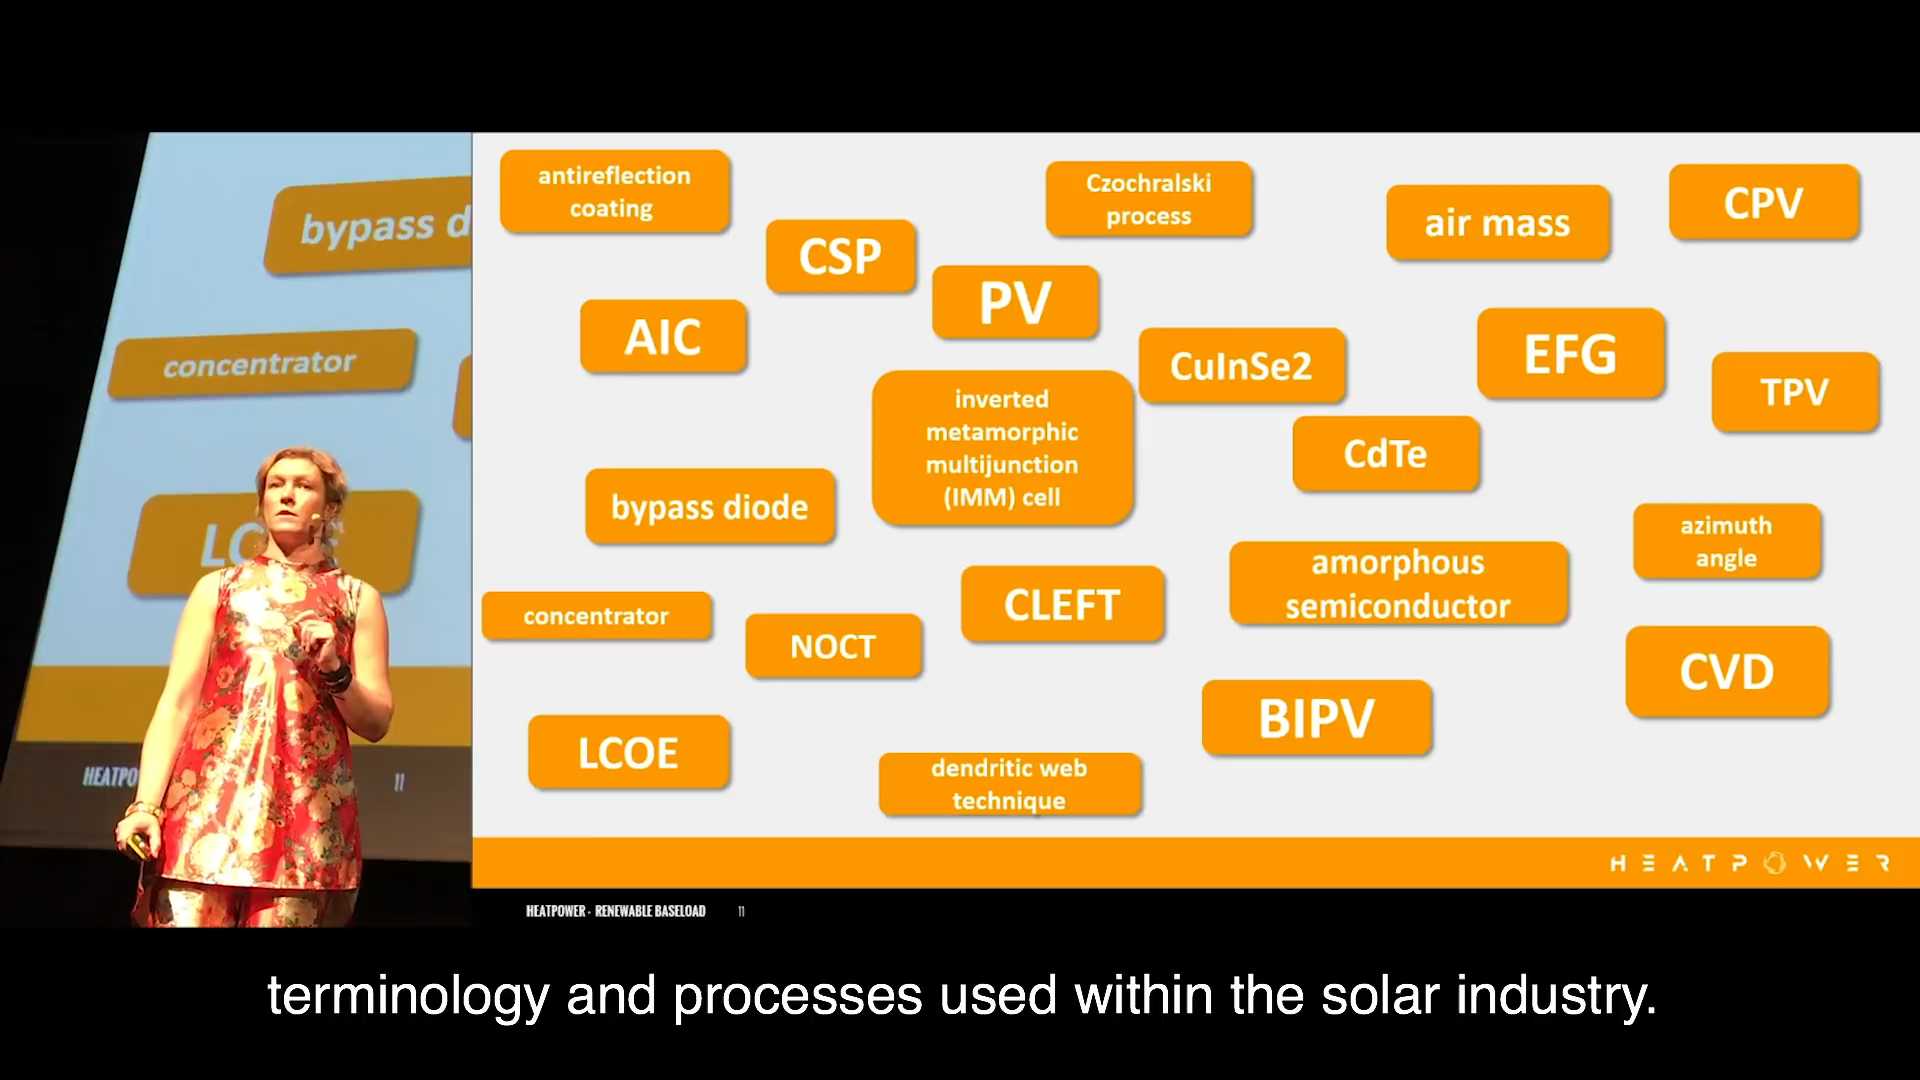 bypass d
concentrator
LC
HEATPO
11
antireflection
coating
Czochralski
process
CPV
air mass
CSP
PV
AIC
CuInSe2
EFG
TPV
inverted
metamorphic
multijunction
(IMM) cell
CdTe
bypass diode
azimuth
angle
amorphous
semiconductor
CLEFT
concentrator
NOCT
CVD
BIPV
LCOE
dendritic web
technique
HEATPOWER
HEATPOWER - RENEWABLE BASELOAD 11
terminology and processes used within the solar industry.